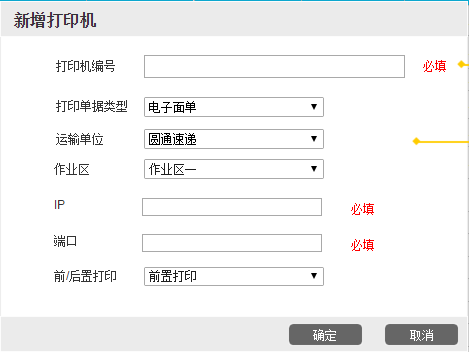 新增打印机
打印机编号 必填
打印单据类型 电子面单
运输单位 圆通速递
作业区 作业区一
IP 必填
端口 必填
前/后置打印 前置打印
确定 取消